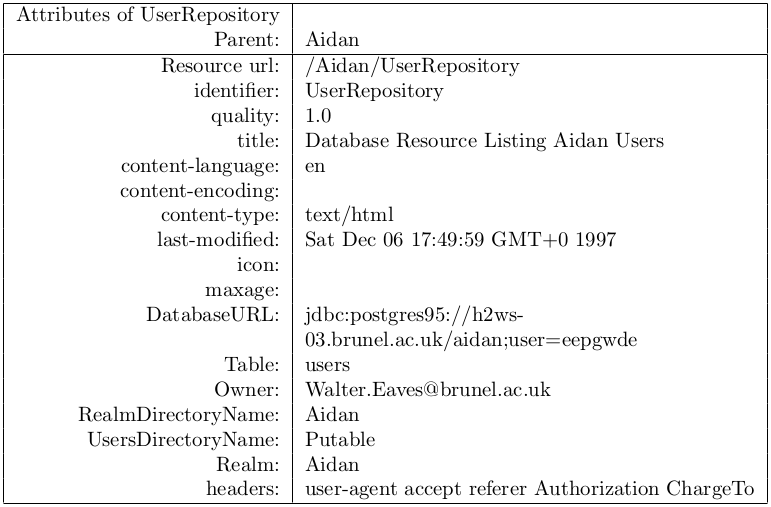 Attributes of UserRepository
Parent: Aidan
Resource url: /Aidan/UserRepository
identifier: UserRepository
quality: 1.0
title: Database Resource Listing Aidan Users
content-language: en
content-encoding:
content-type: text/html
last-modified: Sat Dec 06 17:49:59 GMT+0 1997
icon:
maxage:
DatabaseURL: jdbc:postgres95://h2ws-
03.brunel.ac.uk/aidan;user=eepgwde
Table: users
Owner: Walter.Eaves@brunel.ac.uk
RealmDirectoryName: Aidan
UsersDirectoryName: Putable
Realm: Aidan
headers: user-agent accept referer Authorization ChargeTo